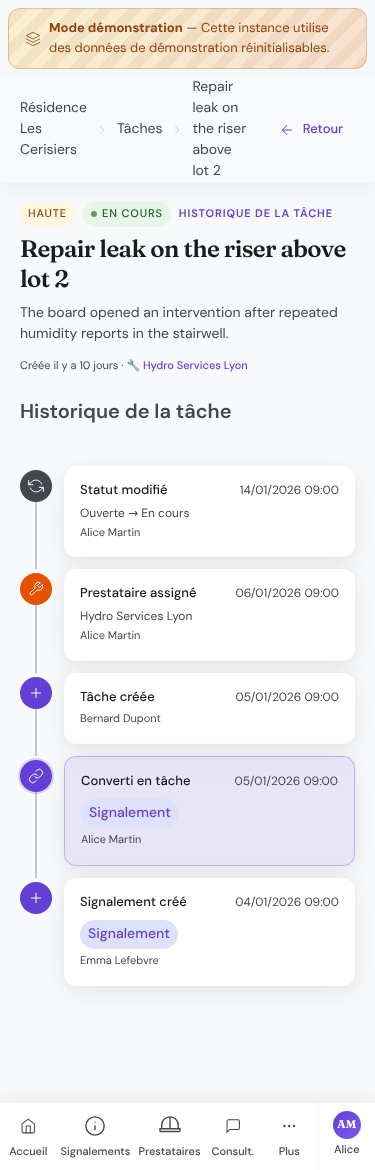 Mode démonstration — Cette instance utilise
des données de démonstration réinitialisables.
Résidence
Les
Cerisiers
Tâches
Repair
leak on
the riser
above
lot 2
← Retour
HAUTE EN COURS HISTORIQUE DE LA TÂCHE
Repair leak on the riser above
lot 2
The board opened an intervention after repeated
humidity reports in the stairwell.
Créée il y a 10 jours · 🔧 Hydro Services Lyon
Historique de la tâche
Statut modifié 14/01/2026 09:00
Ouverte → En cours
Alice Martin
Prestataire assigné 06/01/2026 09:00
Hydro Services Lyon
Alice Martin
Tâche créée 05/01/2026 09:00
Bernard Dupont
Converti en tâche 05/01/2026 09:00
Signalement
Alice Martin
Signalement créé 04/01/2026 09:00
Signalement
Emma Lefebvre
AM
Accueil Signalements Prestataires Consult. Plus Alice